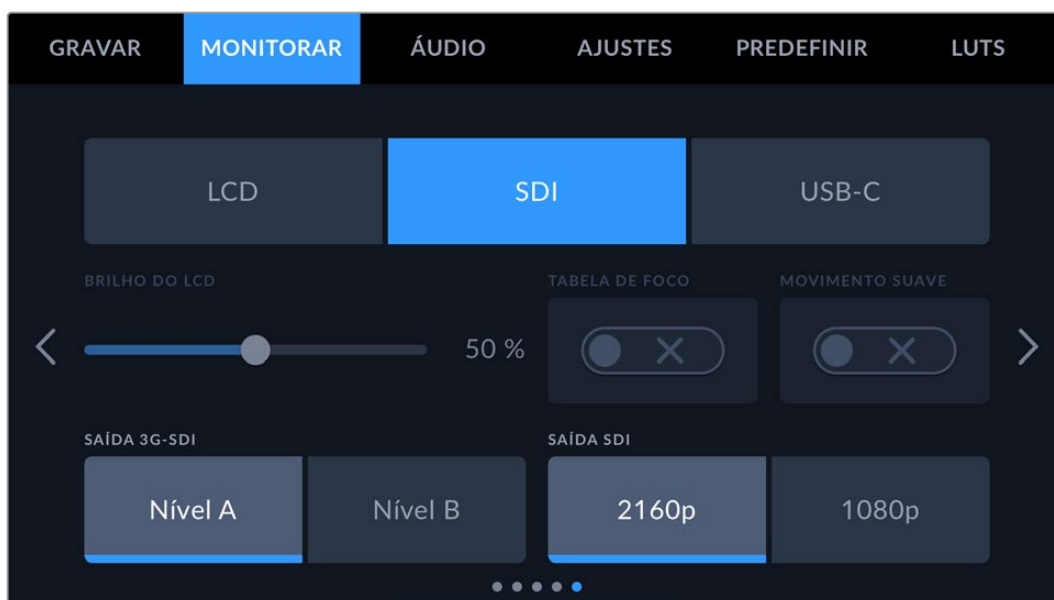 GRAVAR MONITORAR ÁUDIO AJUSTES PREDEFINIR LUTS
LCD SDI USB-C
BRILHO DO LCD TABELA DE FOCO MOVIMENTO SUAVE
50 %
SAÍDA 3G-SDI SAÍDA SDI
Nível A Nível B 2160p 1080p